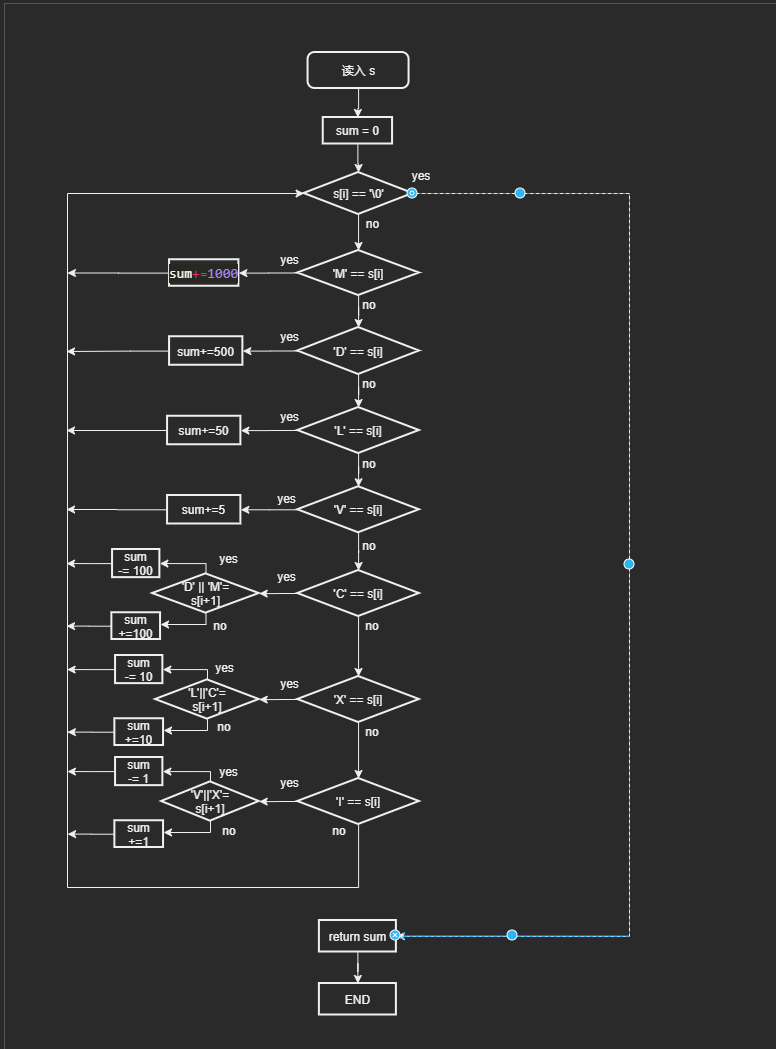 读入 s
sum = 0
s[i] == '\0'
yes
no
'M' == s[i]
yes
sum+=1000
no
'D' == s[i]
yes
sum+=500
no
'L' == s[i]
yes
sum+=50
no
'V' == s[i]
yes
sum+=5
no
'C' == s[i]
yes
'D' || 'M'=
s[i+1]
yes
sum
-= 100
no
sum
+=100
no
'X' == s[i]
yes
'L'||'C'=
s[i+1]
yes
sum
-= 10
no
sum
+=10
no
'I' == s[i]
yes
'V'||'X'=
s[i+1]
yes
sum
-= 1
no
sum
+=1
no
return sum
END